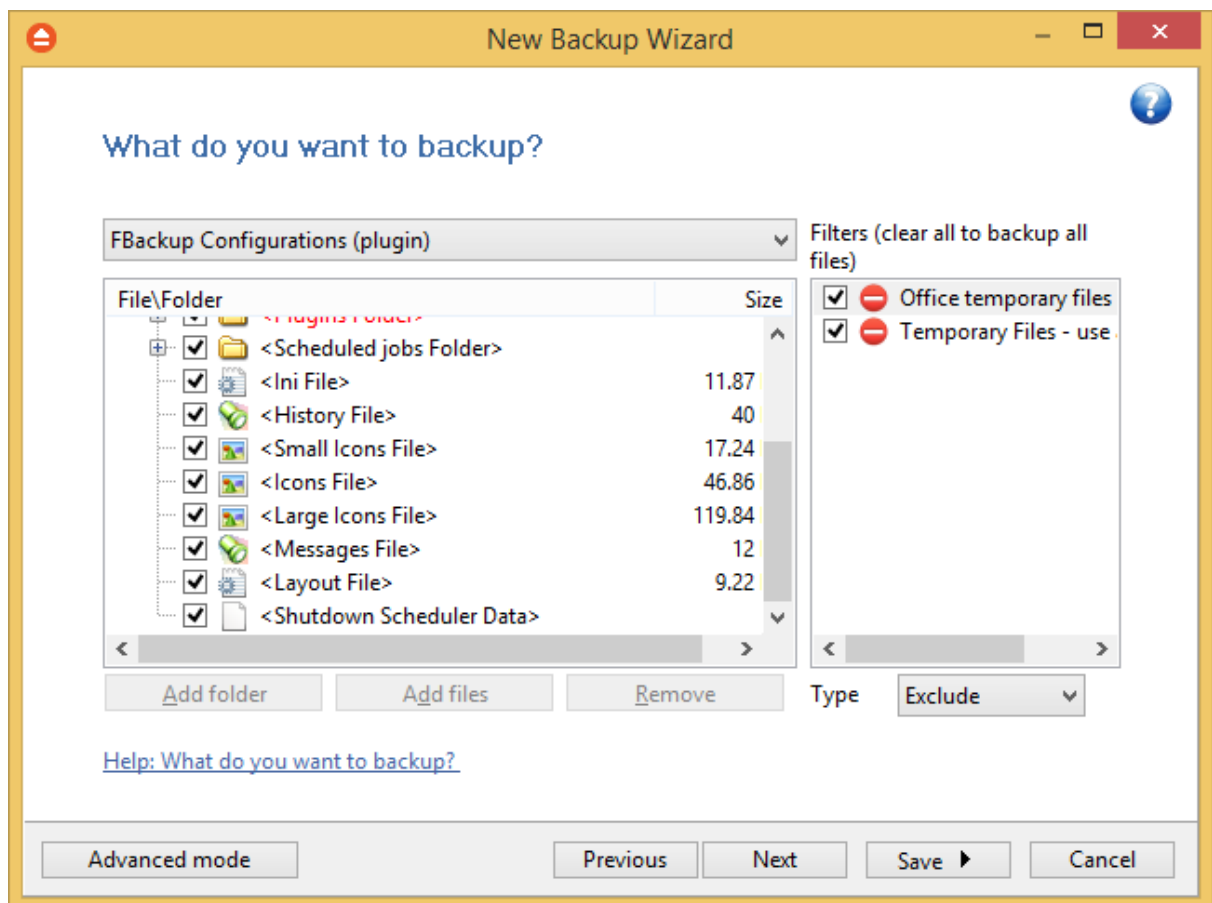 New Backup Wizard
What do you want to backup?
FBackup Configurations (plugin)
Filters (clear all to backup all
files)
File\Folder Size
<Plugins Folder>
<Scheduled jobs Folder>
<Ini File> 11.87
<History File> 40
<Small Icons File> 17.24
<Icons File> 46.86
<Large Icons File> 119.84
<Messages File> 12
<Layout File> 9.22
<Shutdown Scheduler Data>
Office temporary files
Temporary Files - use
Add folder Add files Remove
Type Exclude
Help: What do you want to backup?
Advanced mode Previous Next Save Cancel